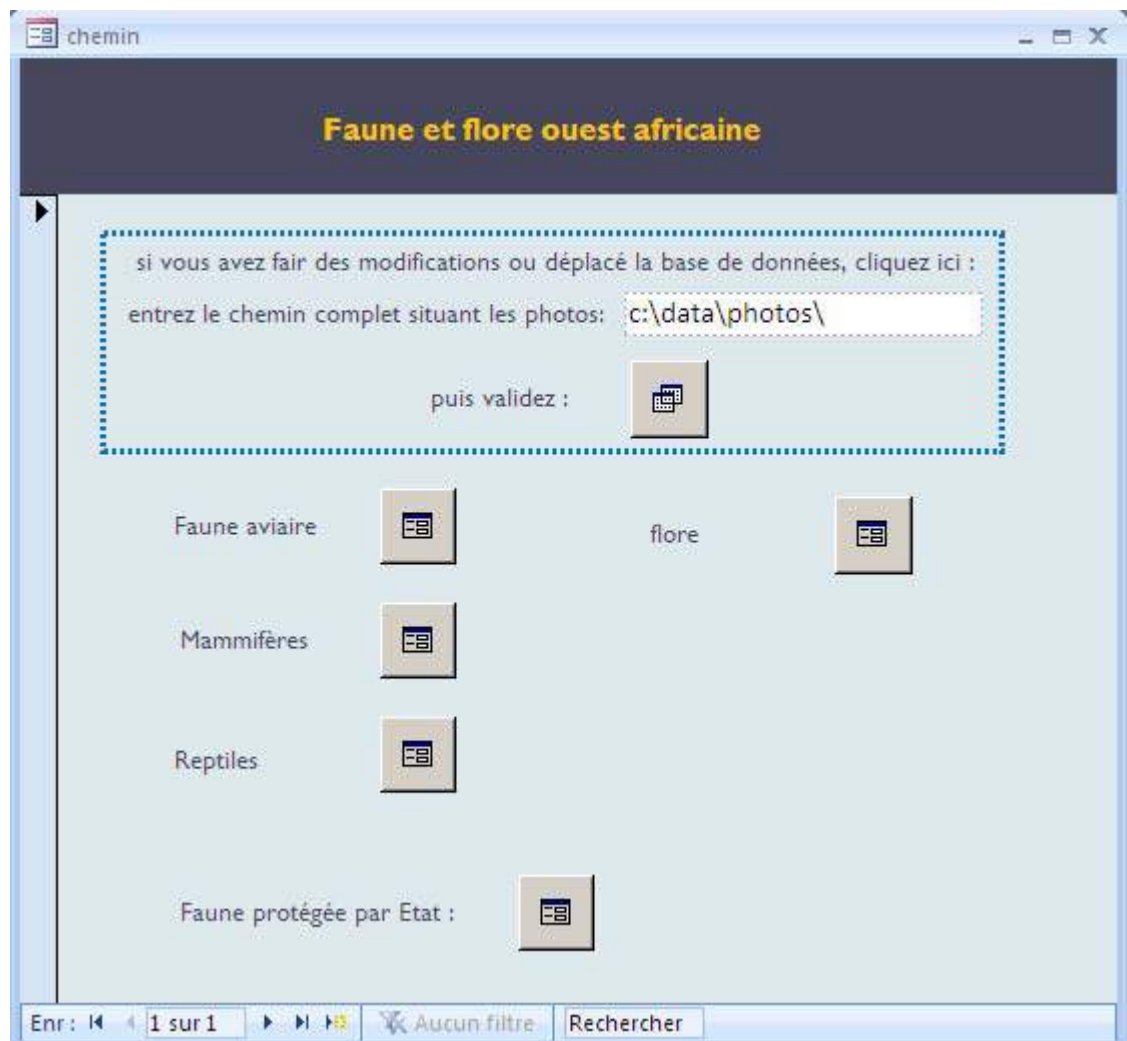 chemin
Faune et flore ouest africaine
si vous avez fair des modifications ou déplacé la base de données, cliquez ici :
entrez le chemin complet situant les photos: c:\data\photos\
puis validez :
Faune aviaire
flore
Mammifères
Reptiles
Faune protégée par Etat :
Enr : 1 sur 1 Aucun filtre Rechercher